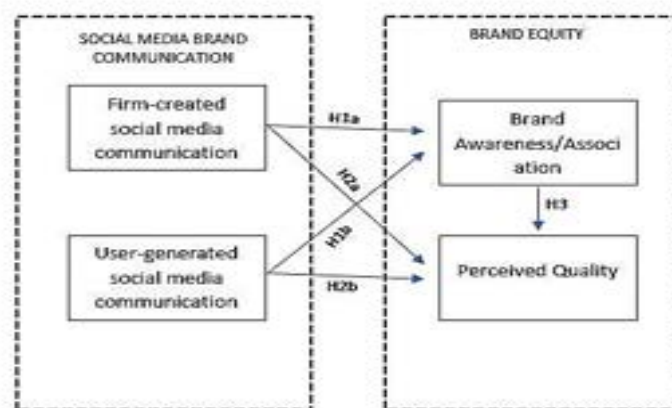 SOCIAL MEDIA BRAND
COMMUNICATION
Firm-created
social media
communication
User-generated
social media
communication
H1a
H2a
H1b
H2b
BRAND EQUITY
Brand
Awareness/Associ
ation
H3
Perceived Quality